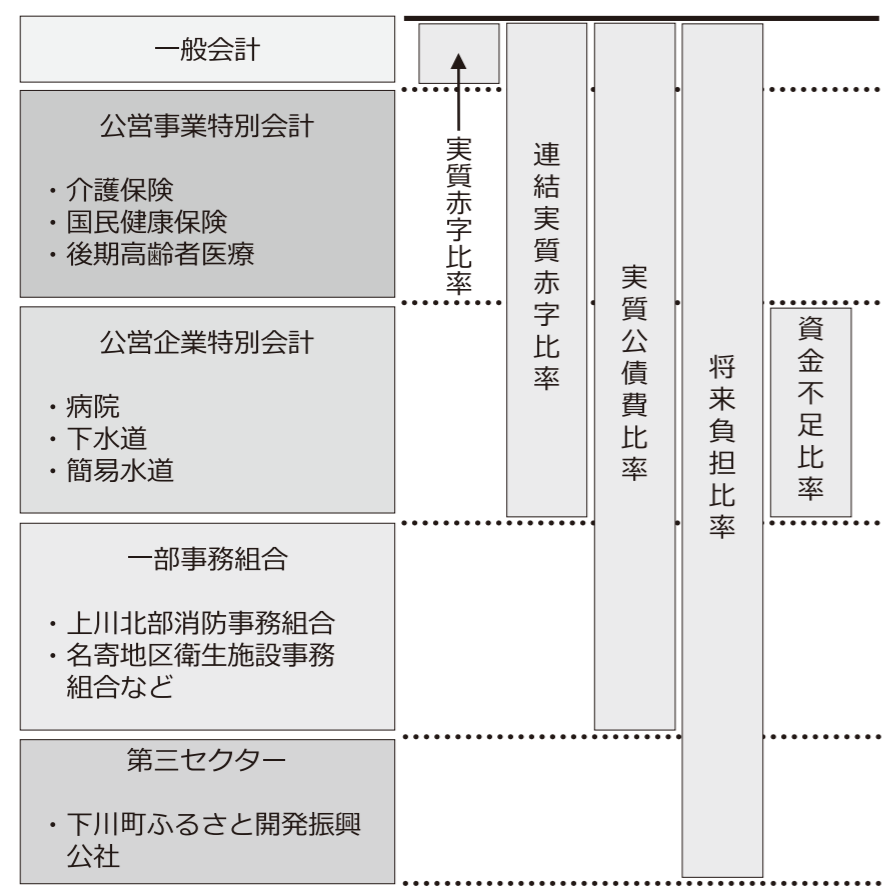 一般会計
公営事業特別会計
・介護保険
・国民健康保険
・後期高齢者医療
公営企業特別会計
・病院
・下水道
・簡易水道
一部事務組合
・上川北部消防事務組合
・名寄地区衛生施設事務
組合など
第三セクター
・下川町ふるさと開発振興
公社
実質赤字比率
連結実質赤字比率
実質公債費比率
将来負担比率
資金不足比率